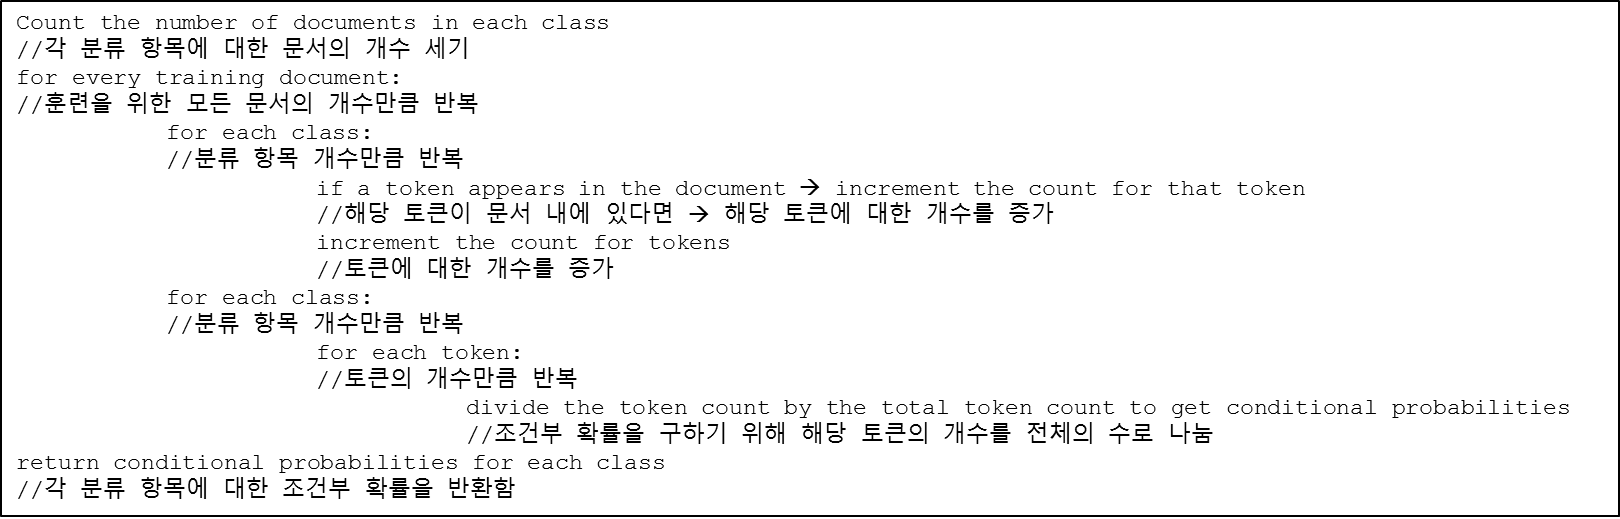 Count the number of documents in each class
//각 분류 항목에 대한 문서의 개수 세기
for every training document:
//훈련을 위한 모든 문서의 개수만큼 반복
for each class:
//분류 항목 개수만큼 반복
if a token appears in the document → increment the count for that token
//해당 토큰이 문서 내에 있다면 → 해당 토큰에 대한 개수를 증가
increment the count for tokens
//토큰에 대한 개수를 증가
for each class:
//분류 항목 개수만큼 반복
for each token:
//토큰의 개수만큼 반복
divide the token count by the total token count to get conditional probabilities
//조건부 확률을 구하기 위해 해당 토큰의 개수를 전체의 수로 나눔
return conditional probabilities for each class
//각 분류 항목에 대한 조건부 확률을 반환함